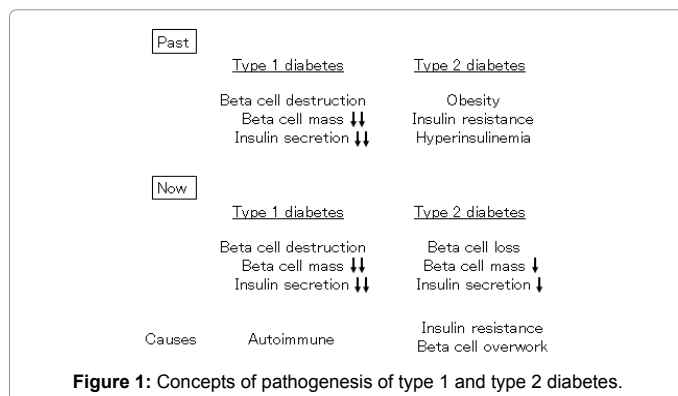 Past
Type 1 diabetes Type 2 diabetes
Beta cell destruction Obesity
Beta cell mass ↓↓ Insulin resistance
Insulin secretion ↓↓ Hyperinsulinemia
Now
Type 1 diabetes Type 2 diabetes
Beta cell destruction Beta cell loss
Beta cell mass ↓↓ Beta cell mass ↓
Insulin secretion ↓↓ Insulin secretion ↓
Causes Autoimmune Insulin resistance
Beta cell overwork
Figure 1: Concepts of pathogenesis of type 1 and type 2 diabetes.